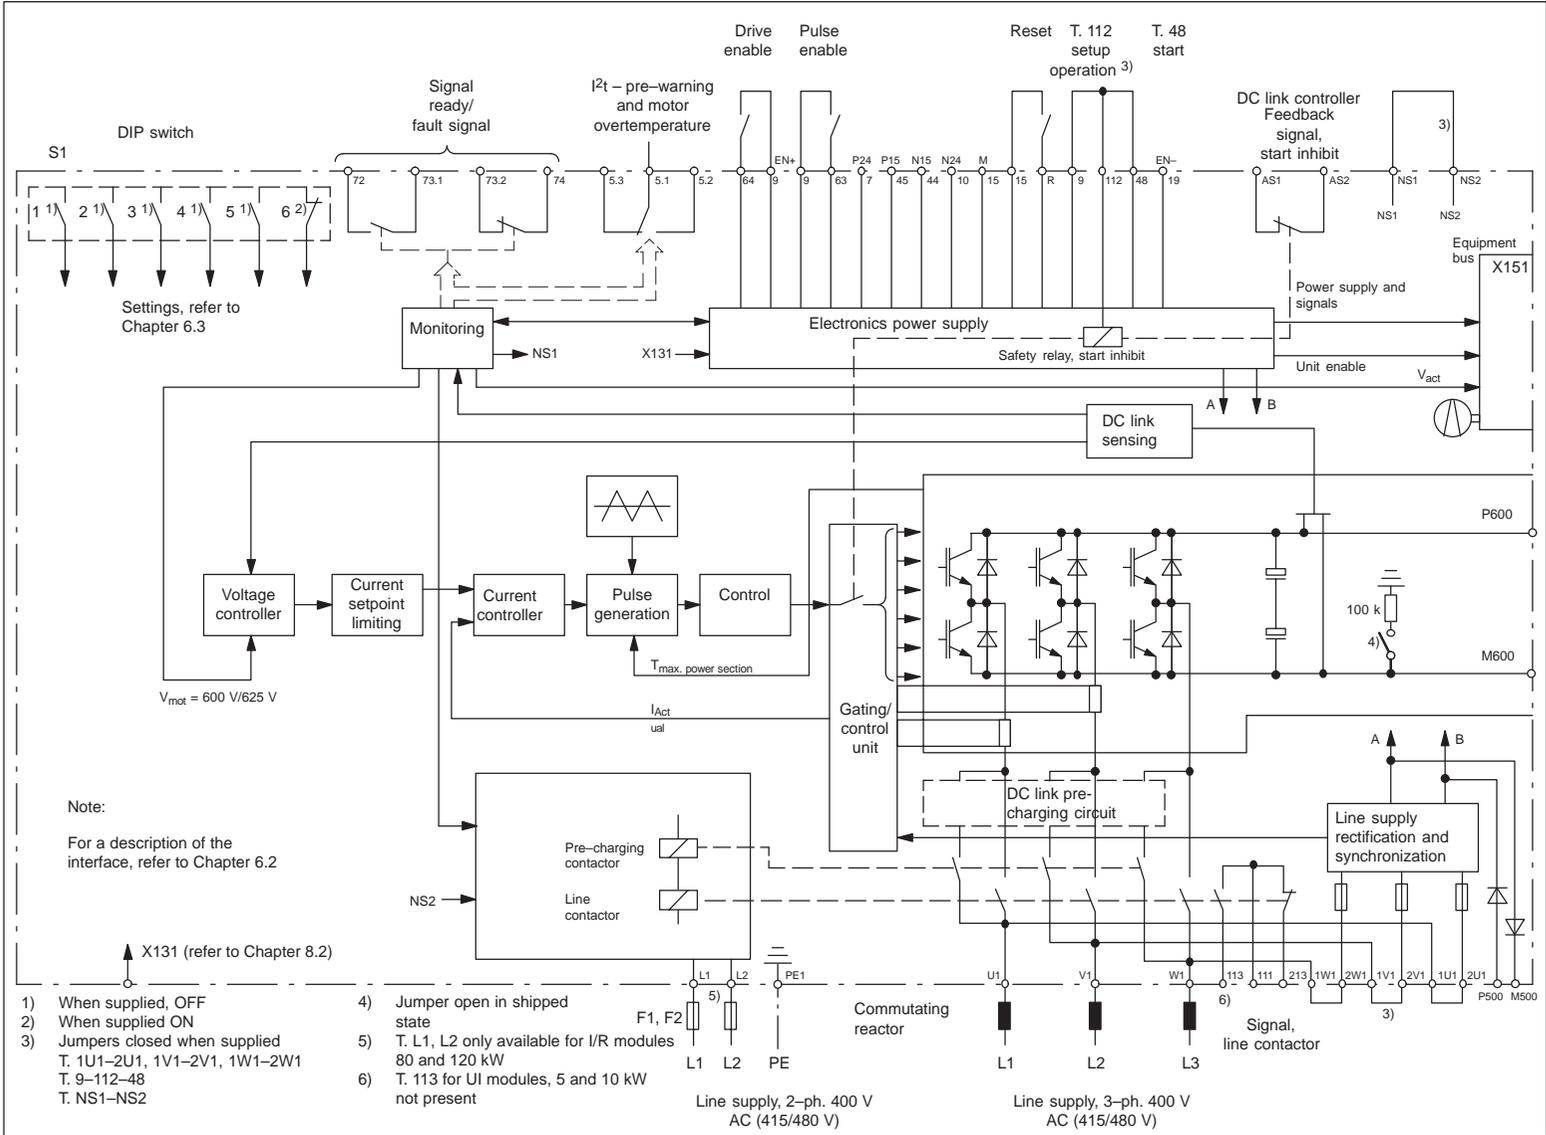 Drive
enable
Pulse
enable
Reset
T. 112
setup
operation 3)
T. 48
start
Signal
ready/
fault signal
I2t – pre–warning
and motor
overtemperature
DC link controller
Feedback
signal,
start inhibit
3)
DIP switch
S1
72
73.1
73.2
74
5.3
5.1
5.2
64
9
EN+
9
63
P24
7
P15
45
N15
44
N24
10
M
15
15
R
9
112
48
EN–
19
AS1
AS2
NS1
NS2
1 1)
2 1)
3 1)
4 1)
5 1)
6 2)
NS1
NS2
Equipment
bus
X151
Settings, refer to
Chapter 6.3
Monitoring
NS1
X131
Electronics power supply
Safety relay, start inhibit
Power supply and
signals
Unit enable
Vact
A
B
DC link
sensing
P600
Voltage
controller
Current
setpoint
limiting
Current
controller
Pulse
generation
Control
100 k
4)
M600
Tmax. power section
Vmot = 600 V/625 V
IAct
ual
Gating/
control
unit
A
B
Note:
For a description of the
interface, refer to Chapter 6.2
DC link pre-
charging circuit
Line supply
rectification and
synchronization
Pre–charging
contactor
NS2
Line
contactor
X131 (refer to Chapter 8.2)
L1
L2
PE1
U1
V1
W1
113
111
213
1W1
2W1
1V1
2V1
1U1
2U1
P500
M500
5)
6)
3)
F1, F2
L1
L2
PE
Commutating
reactor
L1
L2
L3
Signal,
line contactor
Line supply, 2–ph. 400 V
AC (415/480 V)
Line supply, 3–ph. 400 V
AC (415/480 V)
1) When supplied, OFF
2) When supplied ON
3) Jumpers closed when supplied
T. 1U1–2U1, 1V1–2V1, 1W1–2W1
T. 9–112–48
T. NS1–NS2
4) Jumper open in shipped
state
5) T. L1, L2 only available for I/R modules
80 and 120 kW
6) T. 113 for UI modules, 5 and 10 kW
not present